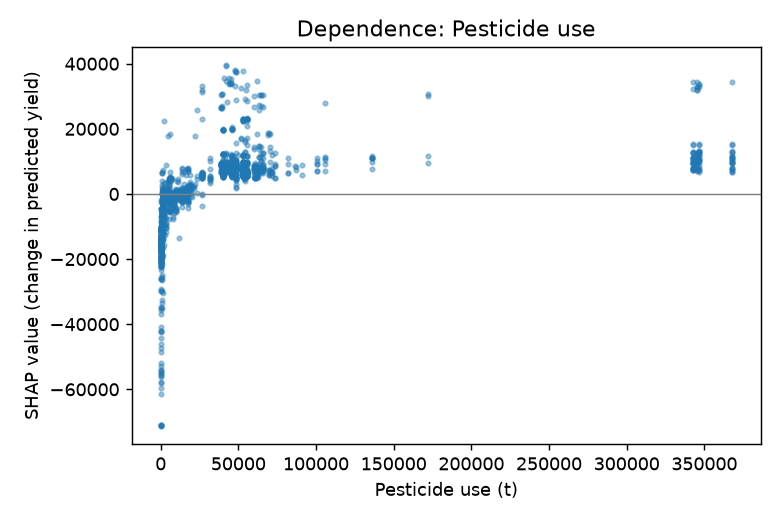 Dependence: Pesticide use
SHAP value (change in predicted yield)
40000
20000
0
−20000
−40000
−60000
0 50000 100000 150000 200000 250000 300000 350000
Pesticide use (t)